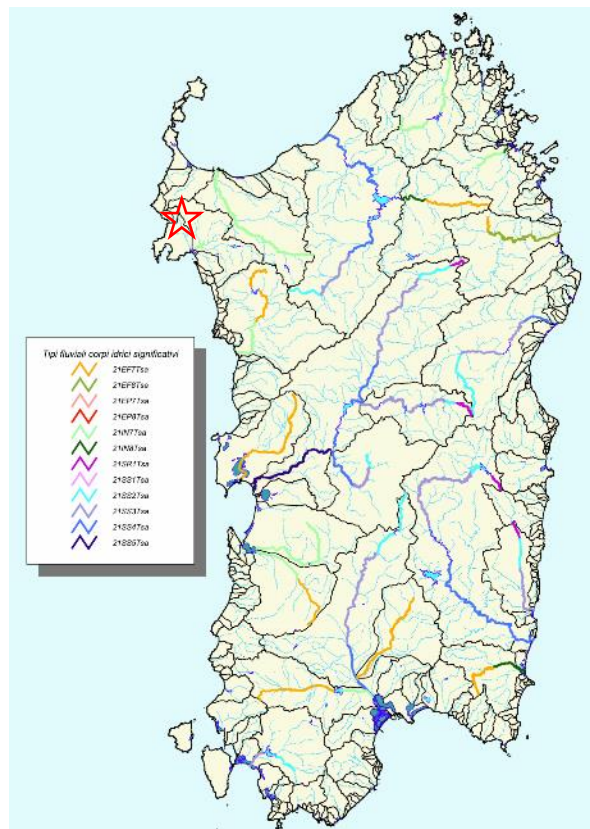 Tipi fluviali corpi idrici significativi
21EF7Tsa
21EF8Tsa
21EP7Tsa
21EP8Tsa
21IN7Tsa
21IN8Tsa
21SR1Tsa
21SS1Tsa
21SS2Tsa
21SS3Tsa
21SS4Tsa
21SS5Tsa